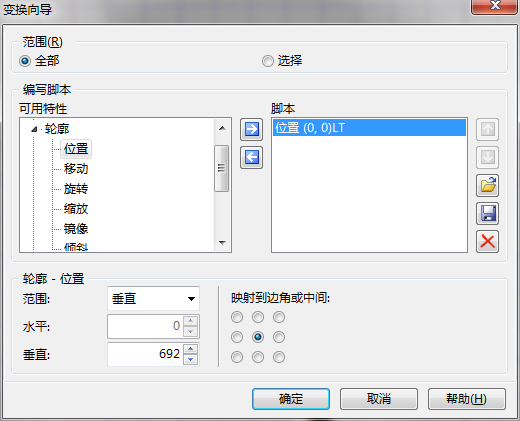 变换向导
范围(R)
全部
选择
编写脚本
可用特性
脚本
轮廓
位置
移动
旋转
缩放
镜像
倾斜
位置 (0, 0)LT
轮廓 - 位置
范围:
垂直
映射到边角或中间:
水平:
0
垂直:
692
确定
取消
帮助(H)